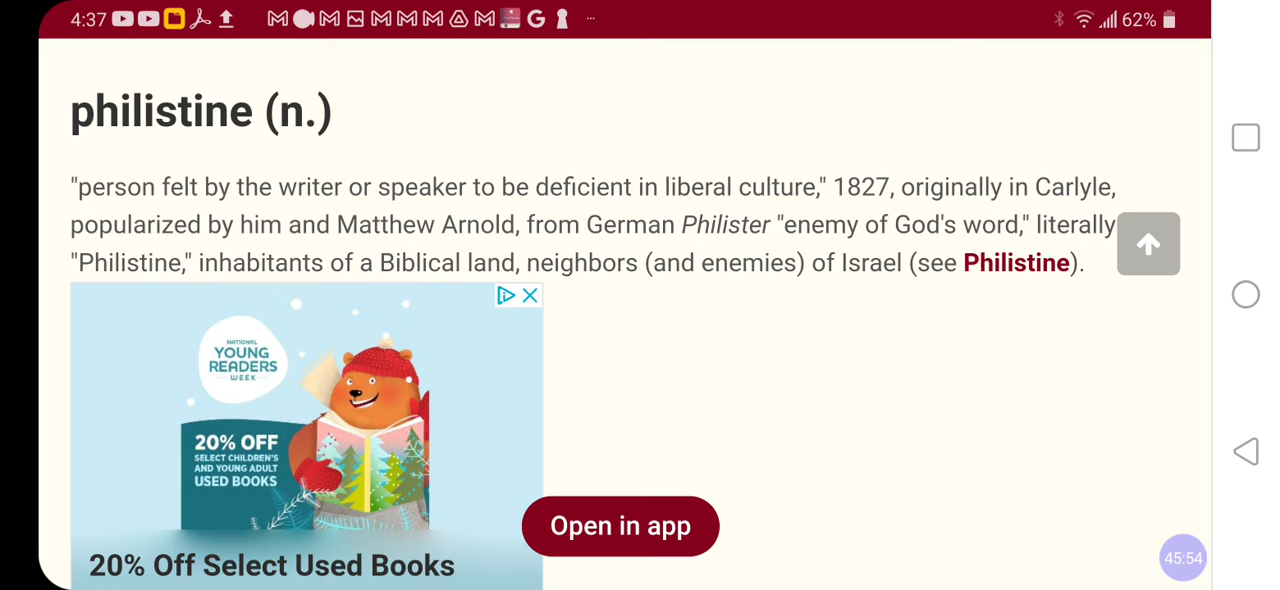 4:37
62%
philistine (n.)
"person felt by the writer or speaker to be deficient in liberal culture," 1827, originally in Carlyle,
popularized by him and Matthew Arnold, from German Philister "enemy of God's word," literally
"Philistine," inhabitants of a Biblical land, neighbors (and enemies) of Israel (see Philistine).
NATIONAL
YOUNG
READERS
WEEK
20% OFF
SELECT CHILDREN'S
AND YOUNG ADULT
USED BOOKS
Open in app
45:54
20% Off Select Used Books